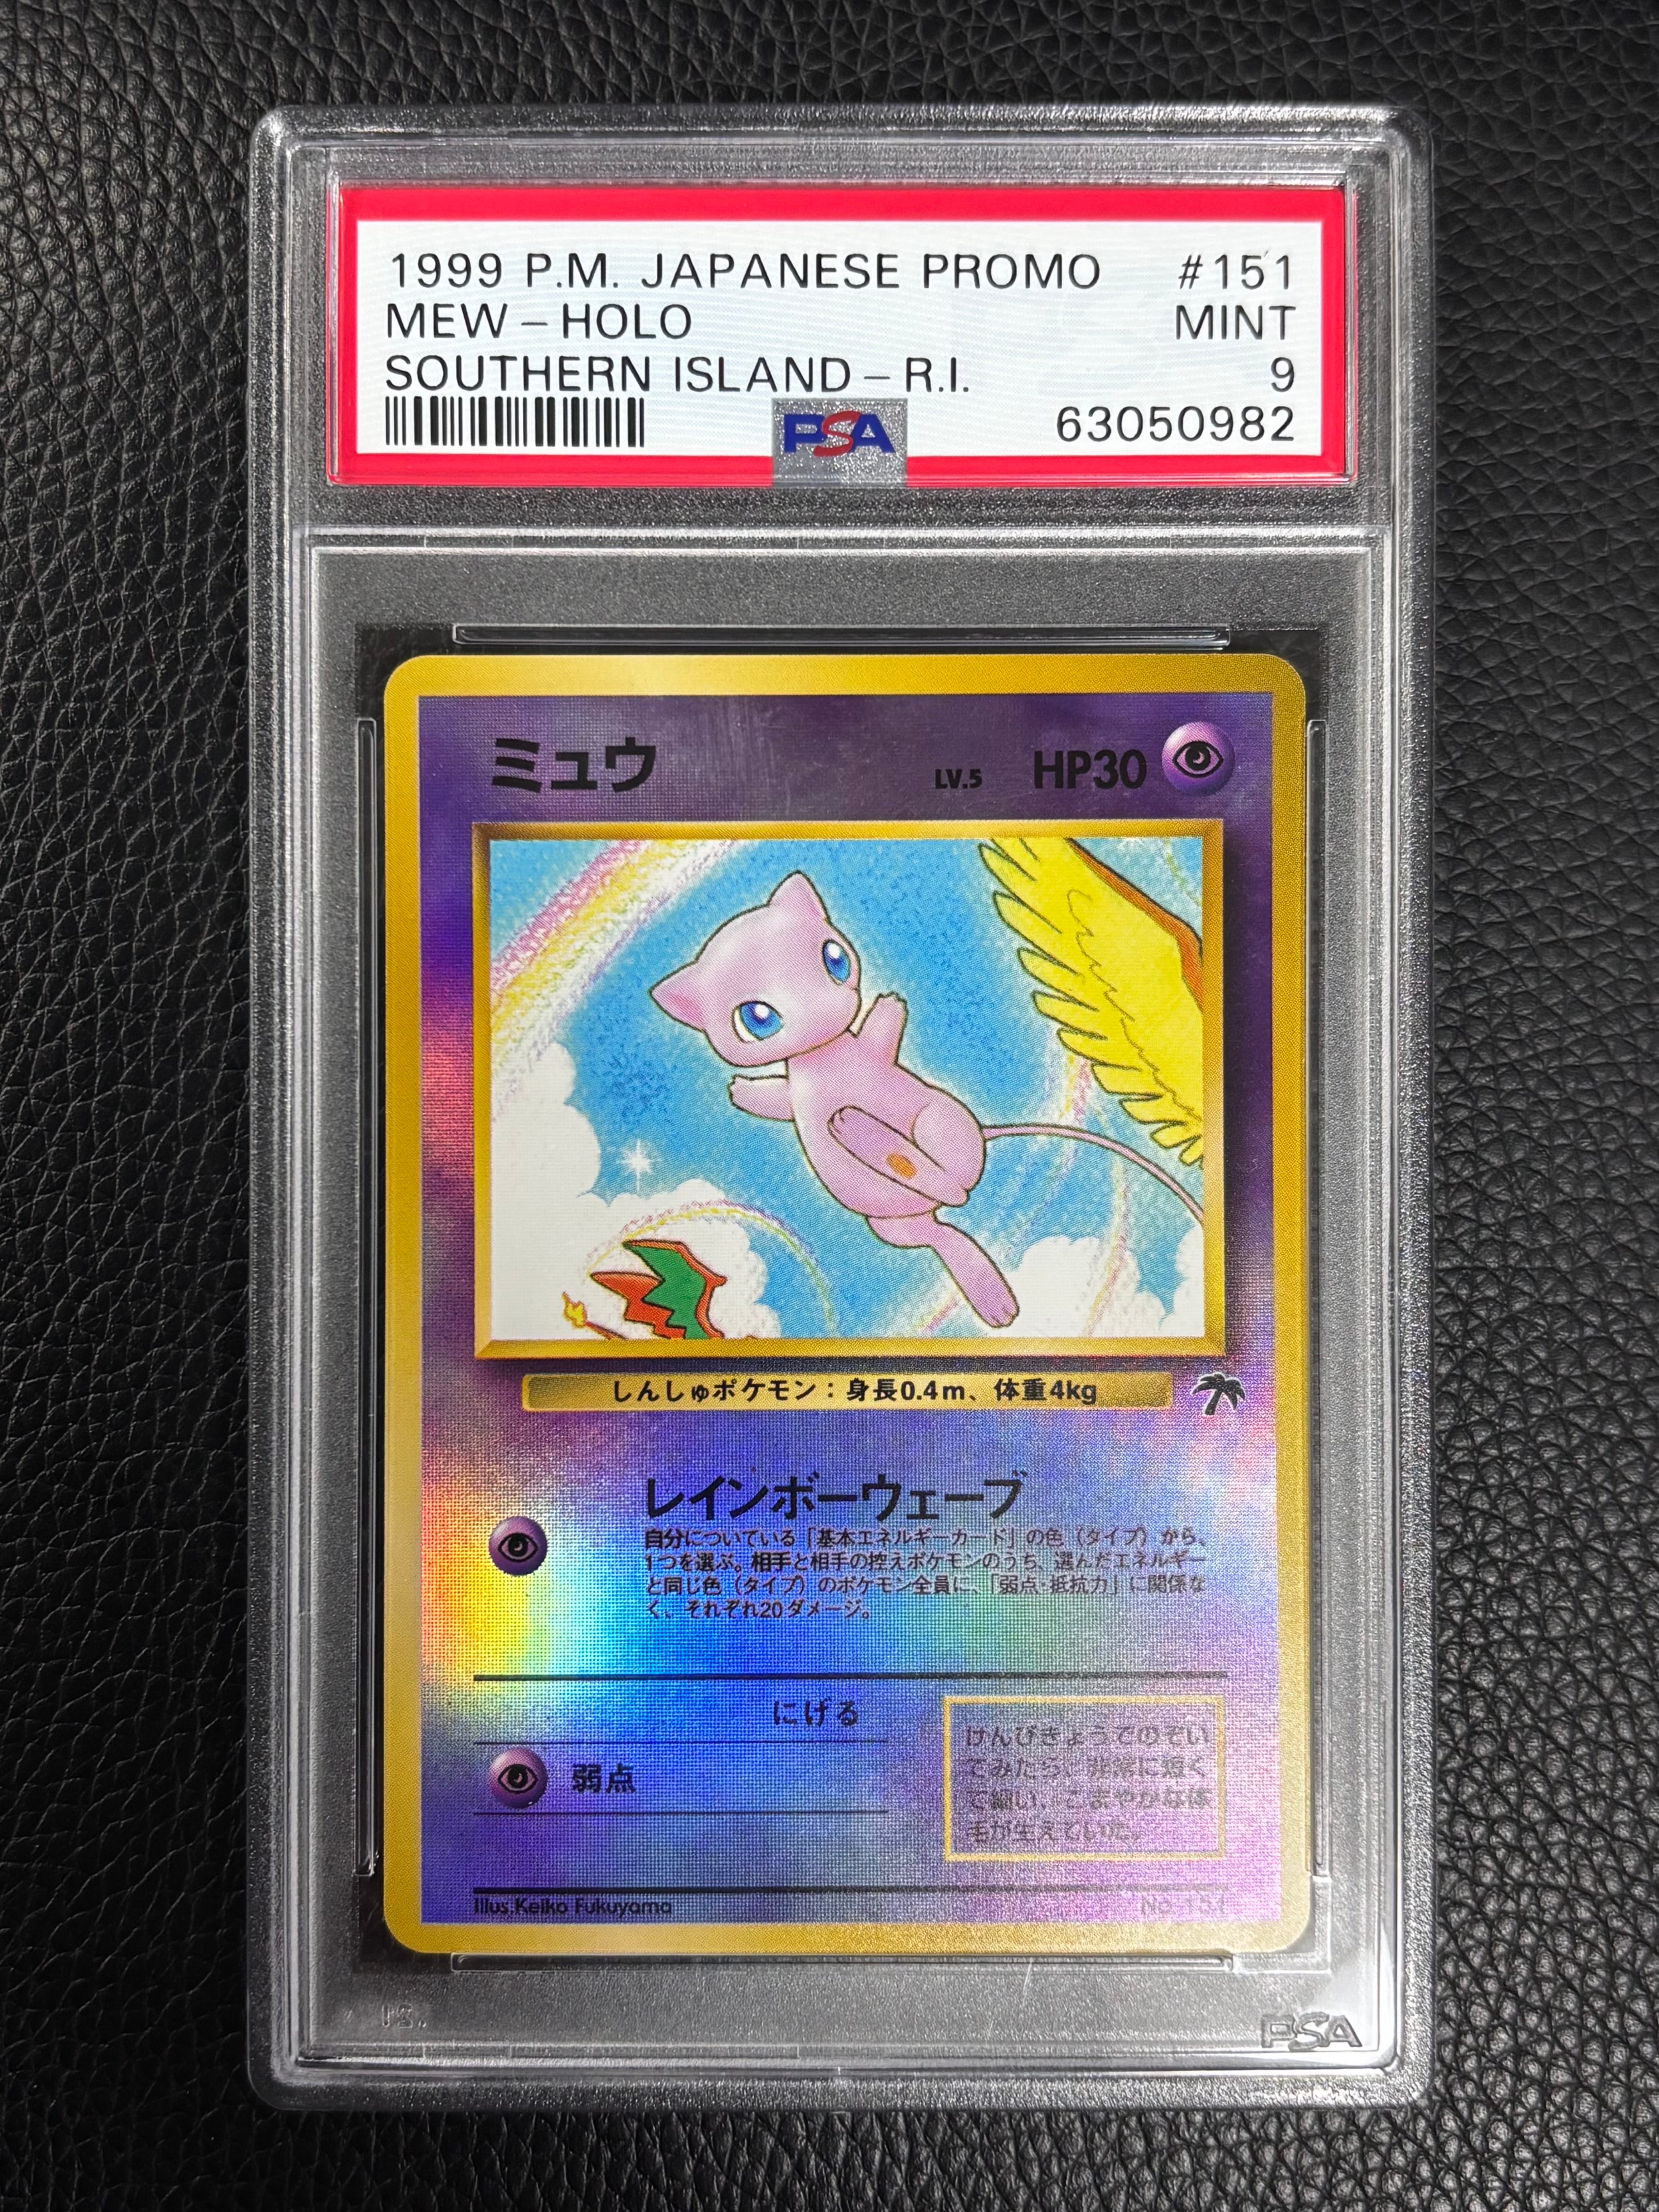 1999 P.M. JAPANESE PROMO #151
MEW - HOLO MINT
SOUTHERN ISLAND - R.I. 9
PSA 63050982
ミュウ LV.5 HP30
しんしゅポケモン：身長0.4m、体重4kg
レインボーウェーブ
自分についている「基本エネルギーカード」の色（タイプ）から、
1つを選ぶ。相手と相手の控えポケモンのうち、選んだエネルギー
と同じ色（タイプ）のポケモン全員に、「弱点・抵抗力」に関係な
く、それぞれ20ダメージ。
にげる
弱点
けんびきょうでのぞい
てみたら、非常に短く
て細い、こまやかな体
毛が生えていた。
Illus. Keiko Fukuyama No. 151
PSA